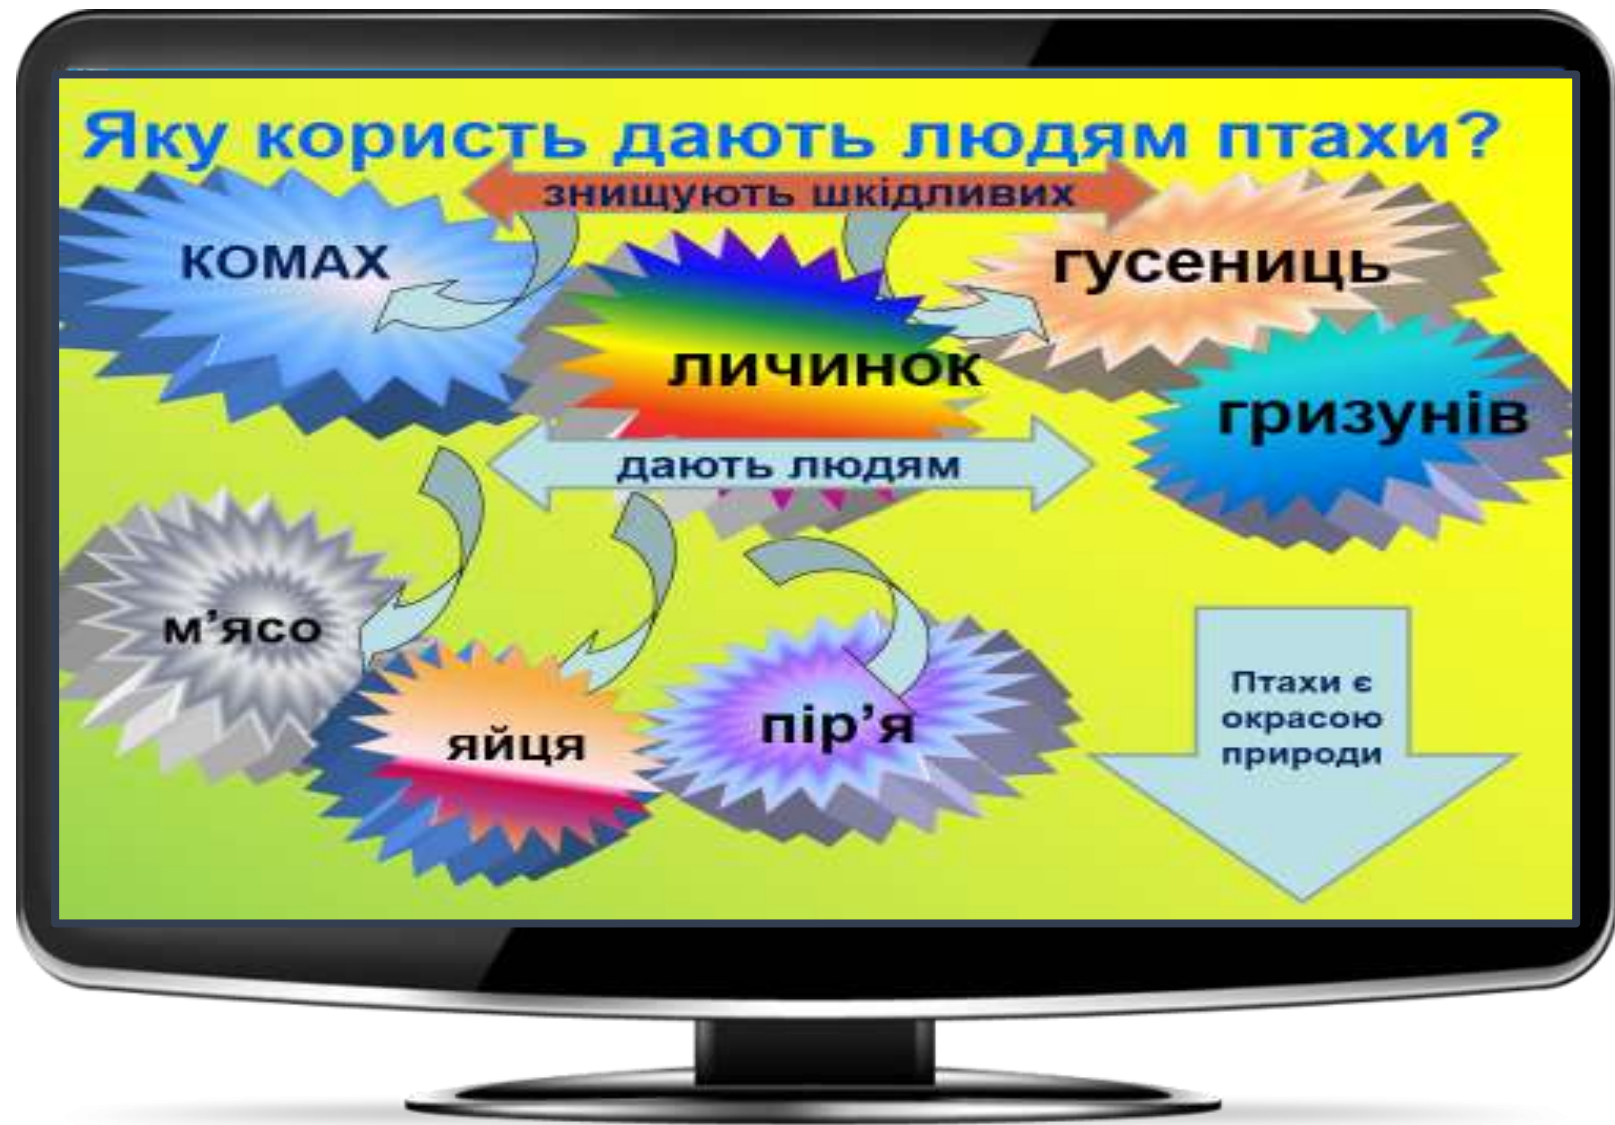 Яку користь дають людям птахи?
знищують шкідливих
комах
гусениць
личинок
гризунів
дають людям
м’ясо
яйця
пір’я
Птахи є
окрасою
природи